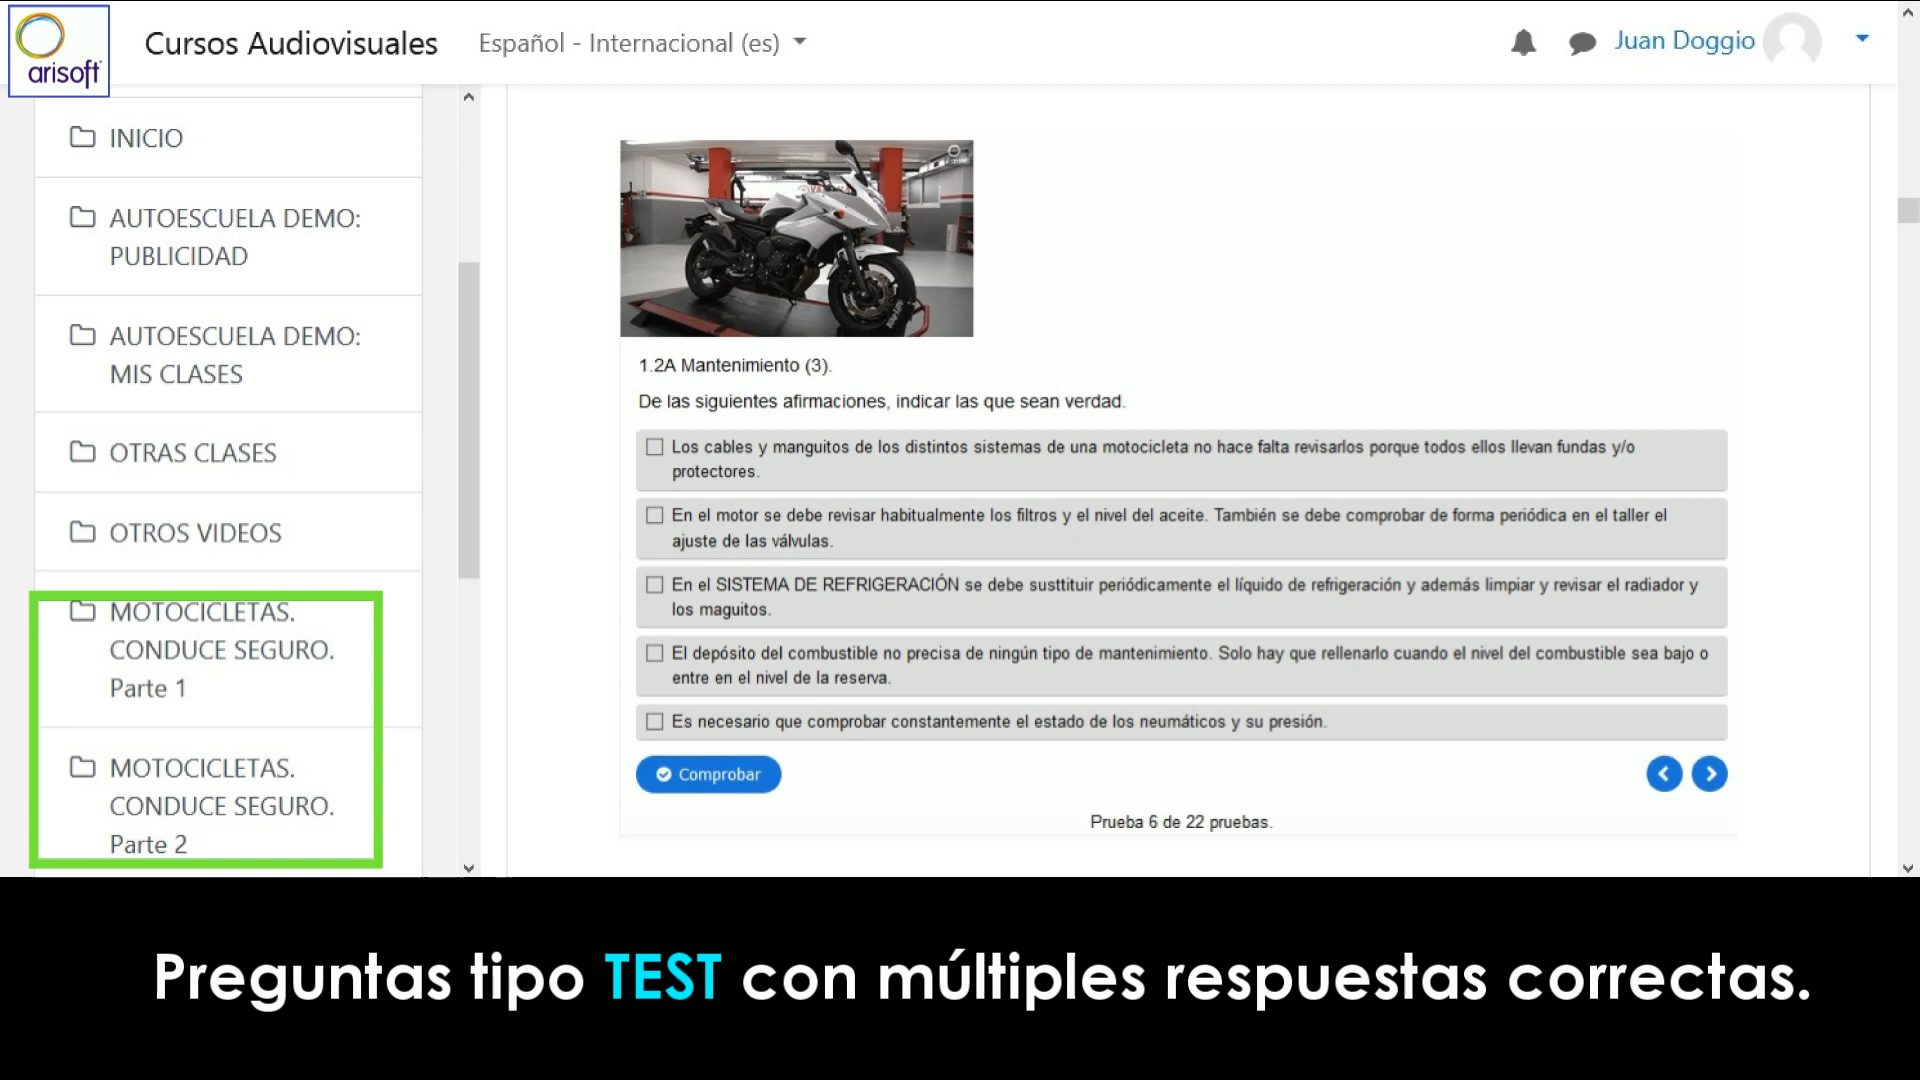 arisoft
Cursos Audiovisuales
Español - Internacional (es)
Juan Doggio
INICIO
AUTOESCUELA DEMO:
PUBLICIDAD
AUTOESCUELA DEMO:
MIS CLASES
OTRAS CLASES
OTROS VIDEOS
MOTOCICLETAS.
CONDUCE SEGURO.
Parte 1
MOTOCICLETAS.
CONDUCE SEGURO.
Parte 2
1.2A Mantenimiento (3).
De las siguientes afirmaciones, indicar las que sean verdad.
Los cables y manguitos de los distintos sistemas de una motocicleta no hace falta revisarlos porque todos ellos llevan fundas y/o
protectores.
En el motor se debe revisar habitualmente los filtros y el nivel del aceite. También se debe comprobar de forma periódica en el taller el
ajuste de las válvulas.
En el SISTEMA DE REFRIGERACIÓN se debe susttituir periódicamente el líquido de refrigeración y además limpiar y revisar el radiador y
los maguitos.
El depósito del combustible no precisa de ningún tipo de mantenimiento. Solo hay que rellenarlo cuando el nivel del combustible sea bajo o
entre en el nivel de la reserva.
Es necesario que comprobar constantemente el estado de los neumáticos y su presión.
Comprobar
Prueba 6 de 22 pruebas.
Preguntas tipo TEST con múltiples respuestas correctas.